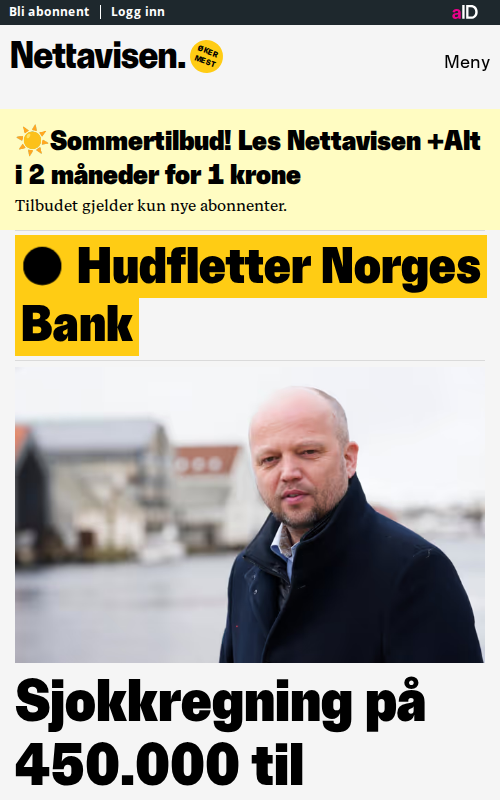 Bli abonnent | Logg inn
aID
Nettavisen.
ØKER
MEST
Meny
☀️Sommertilbud! Les Nettavisen +Alt
i 2 måneder for 1 krone
Tilbudet gjelder kun nye abonnenter.
● Hudfletter Norges
Bank
Sjokkregning på
450.000 til